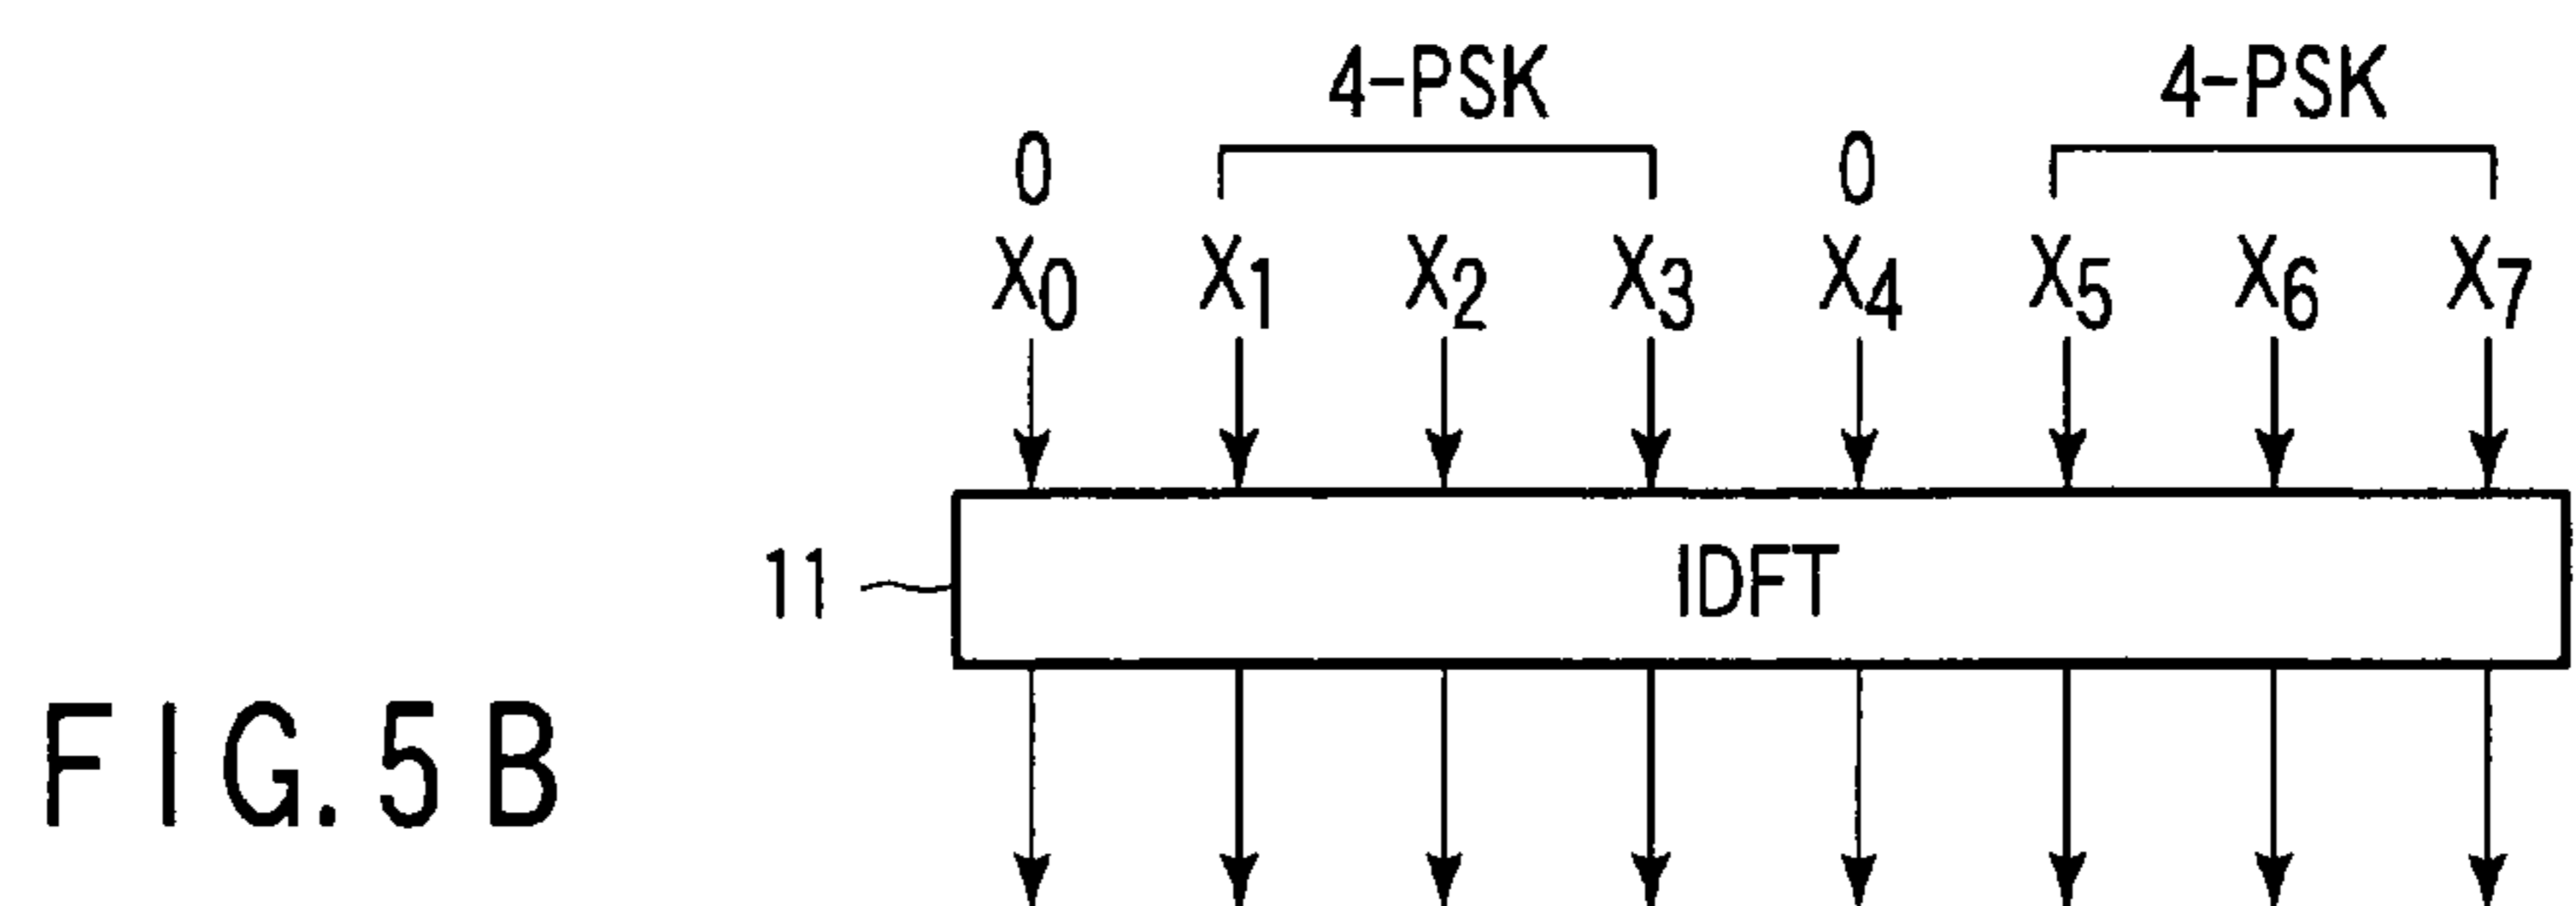 4-PSK 4-PSK
0 0
X0 X1 X2 X3 X4 X5 X6 X7
11 IDFT
FIG. 5B